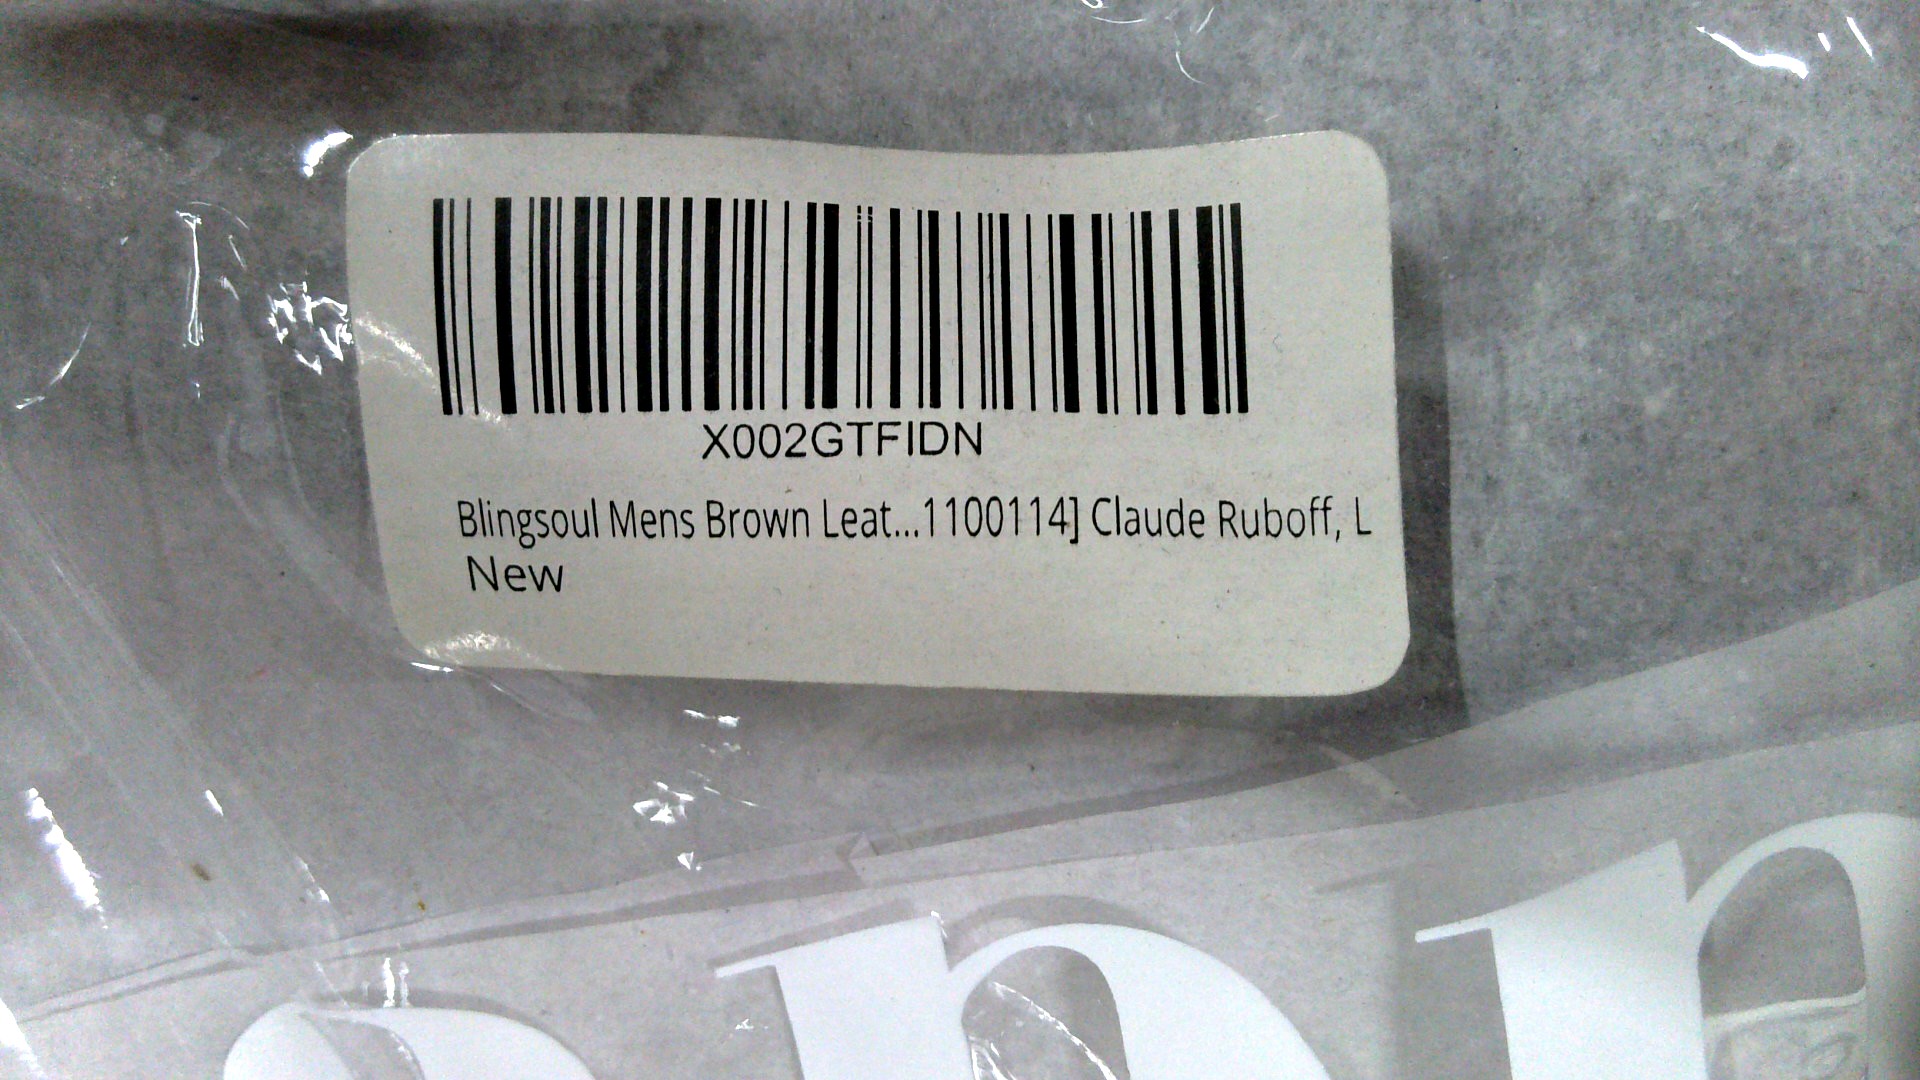 X002GTFIDN
Blingsoul Mens Brown Leat...1100114] Claude Ruboff, L
New